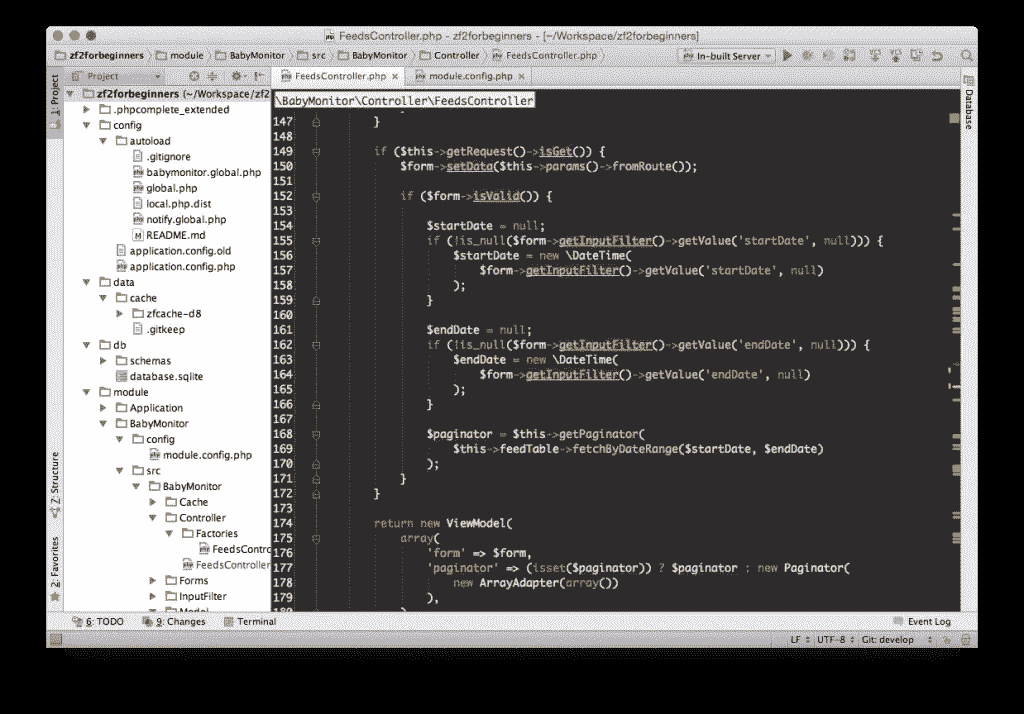 FeedsController.php - zf2forbeginners - [~/Workspace/zf2forbeginners]
zf2forbeginners module BabyMonitor src BabyMonitor Controller FeedsController.php In-built Server
Project FeedsController.php × module.config.php ×
1: Project
Z: Structure
2: Favorites
Database
zf2forbeginners (~/Workspace/zf2
.phpcomplete_extended
config
autoload
.gitignore
babymonitor.global.php
global.php
local.php.dist
notify.global.php
README.md
application.config.old
application.config.php
data
cache
zfcache-d8
.gitkeep
db
schemas
database.sqlite
module
Application
BabyMonitor
config
module.config.php
src
BabyMonitor
Cache
Controller
Factories
FeedsContro
FeedsController
Forms
InputFilter
Model
\BabyMonitor\Controller\FeedsController
147 }
148
149 if ($this->getRequest()->isGet()) {
150 $form->setData($this->params()->fromRoute());
151
152 if ($form->isValid()) {
153
154 $startDate = null;
155 if (!is_null($form->getInputFilter()->getValue('startDate', null))) {
156 $startDate = new \DateTime(
157 $form->getInputFilter()->getValue('startDate', null)
158 );
159 }
160
161 $endDate = null;
162 if (!is_null($form->getInputFilter()->getValue('endDate', null))) {
163 $endDate = new \DateTime(
164 $form->getInputFilter()->getValue('endDate', null)
165 );
166 }
167
168 $paginator = $this->getPaginator(
169 $this->feedTable->fetchByDateRange($startDate, $endDate)
170 );
171 }
172 }
173
174 return new ViewModel(
175 array(
176 'form' => $form,
177 'paginator' => (isset($paginator)) ? $paginator : new Paginator(
178 new ArrayAdapter(array())
179 ),
180 )
6: TODO 9: Changes Terminal Event Log
LF UTF-8 Git: develop